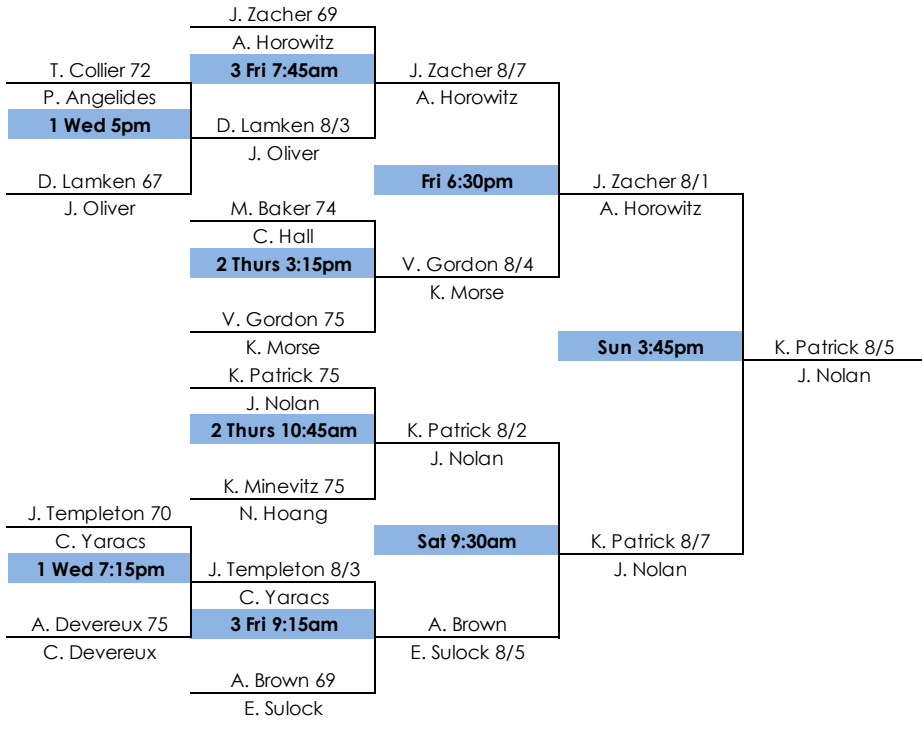 J. Zacher 69
A. Horowitz
3 Fri 7:45am
T. Collier 72
J. Zacher 8/7
P. Angelides
A. Horowitz
1 Wed 5pm
D. Lamken 8/3
J. Oliver
D. Lamken 67
Fri 6:30pm
J. Zacher 8/1
J. Oliver
M. Baker 74
A. Horowitz
C. Hall
2 Thurs 3:15pm
V. Gordon 8/4
K. Morse
V. Gordon 75
K. Morse
Sun 3:45pm
K. Patrick 8/5
K. Patrick 75
J. Nolan
J. Nolan
2 Thurs 10:45am
K. Patrick 8/2
J. Nolan
K. Minevitz 75
J. Templeton 70
N. Hoang
C. Yaracs
Sat 9:30am
K. Patrick 8/7
1 Wed 7:15pm
J. Templeton 8/3
J. Nolan
C. Yaracs
A. Devereux 75
3 Fri 9:15am
A. Brown
C. Devereux
E. Sulock 8/5
A. Brown 69
E. Sulock